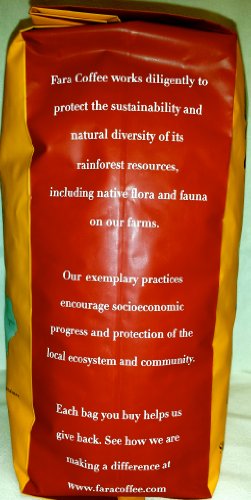 Fara Coffee works diligently to
protect the sustainability and
natural diversity of its
rainforest resources,
including native flora and fauna
on our farms.
Our exemplary practices
encourage socioeconomic
progress and protection of the
local ecosystem and community.
Each bag you buy helps us
give back. See how we are
making a difference at
www.faracoffee.com